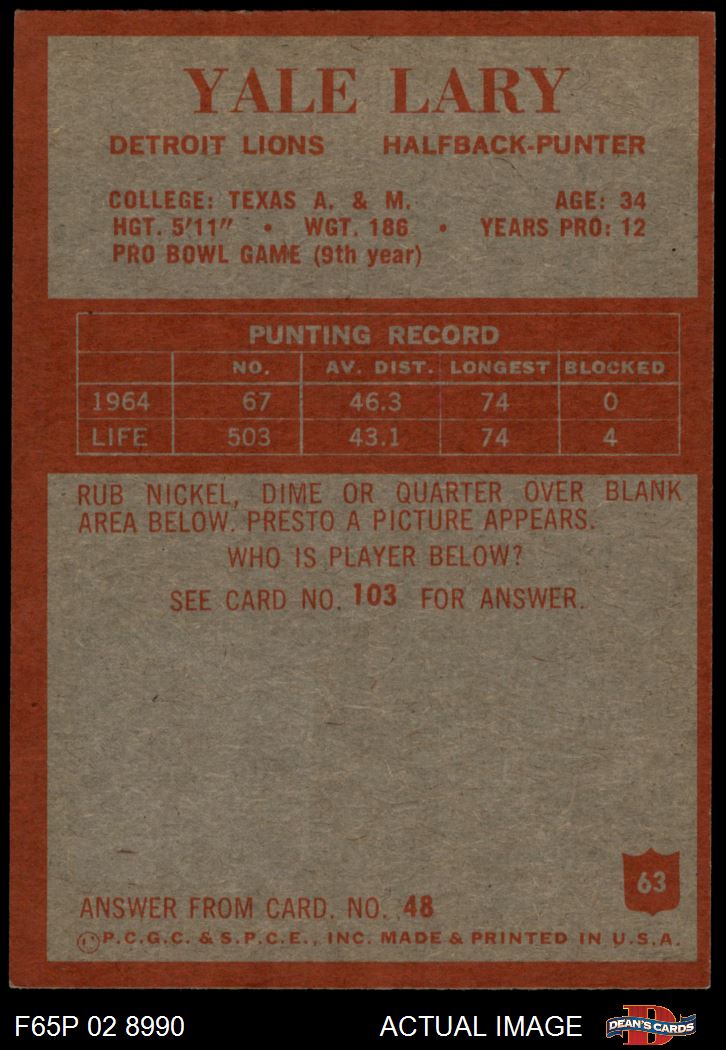 YALE LARY
DETROIT LIONS HALFBACK-PUNTER
COLLEGE: TEXAS A. & M. AGE: 34
HGT. 5'11" • WGT. 186 • YEARS PRO: 12
PRO BOWL GAME (9th year)
PUNTING RECORD
NO. AV. DIST. LONGEST BLOCKED
1964 67 46.3 74 0
LIFE 503 43.1 74 4
RUB NICKEL, DIME OR QUARTER OVER BLANK
AREA BELOW. PRESTO A PICTURE APPEARS.
WHO IS PLAYER BELOW?
SEE CARD NO. 103 FOR ANSWER.
63
ANSWER FROM CARD. NO. 48
©P.C.G.C. & S.P.C.E., INC. MADE & PRINTED IN U.S.A.
F65P 02 8990 ACTUAL IMAGE D DEAN'S CARDS